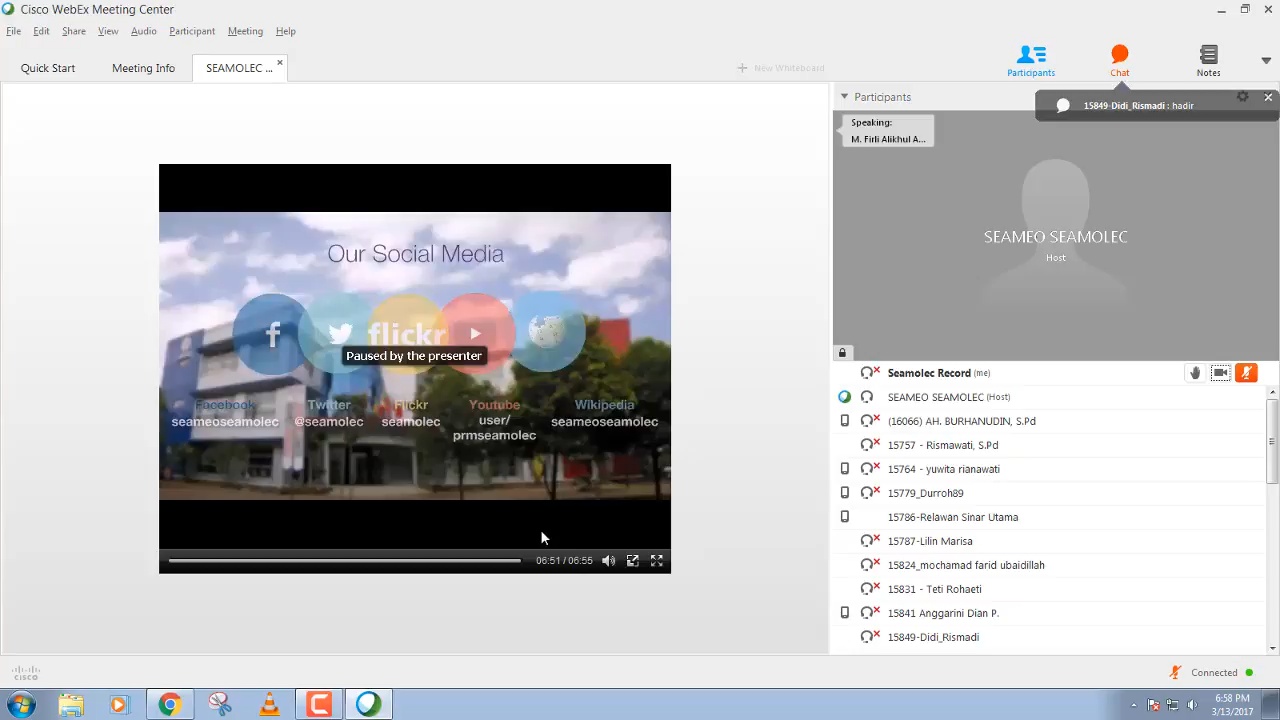 Cisco WebEx Meeting Center
File Edit Share View Audio Participant Meeting Help
Quick Start Meeting Info SEAMOLEC ... New Whiteboard
Participants Chat Notes
Participants
15849-Didi_Rismadi : hadir
Speaking:
M. Firli Alikhul A...
SEAMEO SEAMOLEC
Host
Our Social Media
f flickr
Paused by the presenter
Facebook
seameoseamolec
Twitter
@seamolec
Flickr
seamolec
Youtube
user/
prmseamolec
Wikipedia
seameoseamolec
06:51 / 06:55
Seamolec Record (me)
SEAMEO SEAMOLEC (Host)
(16066) AH. BURHANUDIN, S.Pd
15757 - Rismawati, S.Pd
15764 - yuwita rianawati
15779_Durroh89
15786-Relawan Sinar Utama
15787-Lilin Marisa
15824_mochamad farid ubaidillah
15831 - Teti Rohaeti
15841 Anggarini Dian P.
15849-Didi_Rismadi
cisco
Connected
6:58 PM
3/13/2017